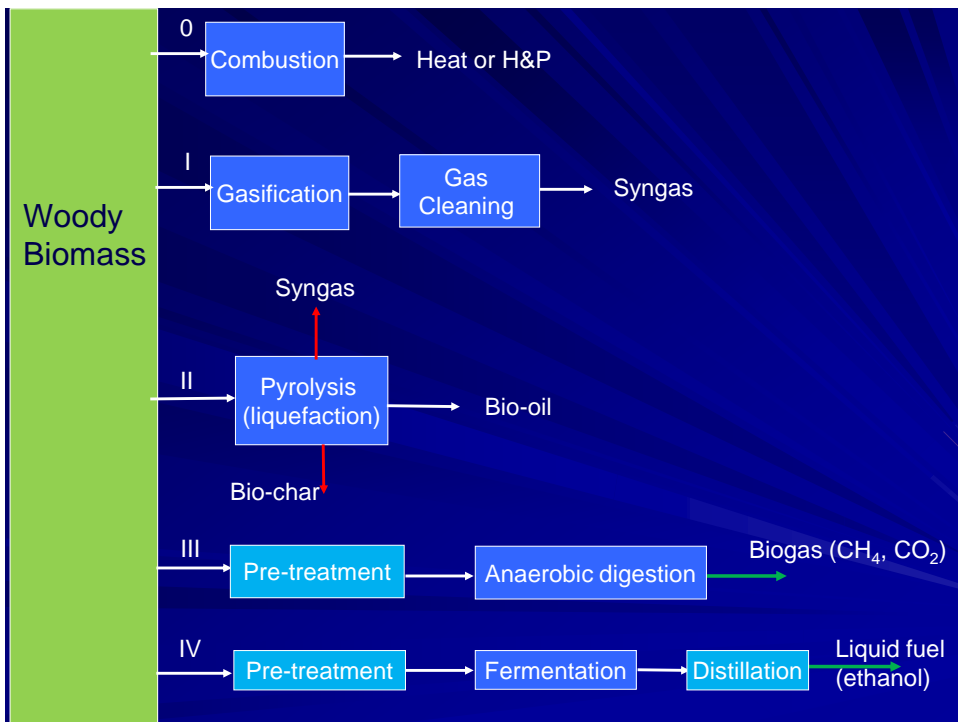 Woody
Biomass
0
Combustion
Heat or H&P
I
Gasification
Gas
Cleaning
Syngas
Syngas
II
Pyrolysis
(liquefaction)
Bio-oil
Bio-char
III
Pre-treatment
Anaerobic digestion
Biogas (CH₄, CO₂)
IV
Pre-treatment
Fermentation
Distillation
Liquid fuel
(ethanol)